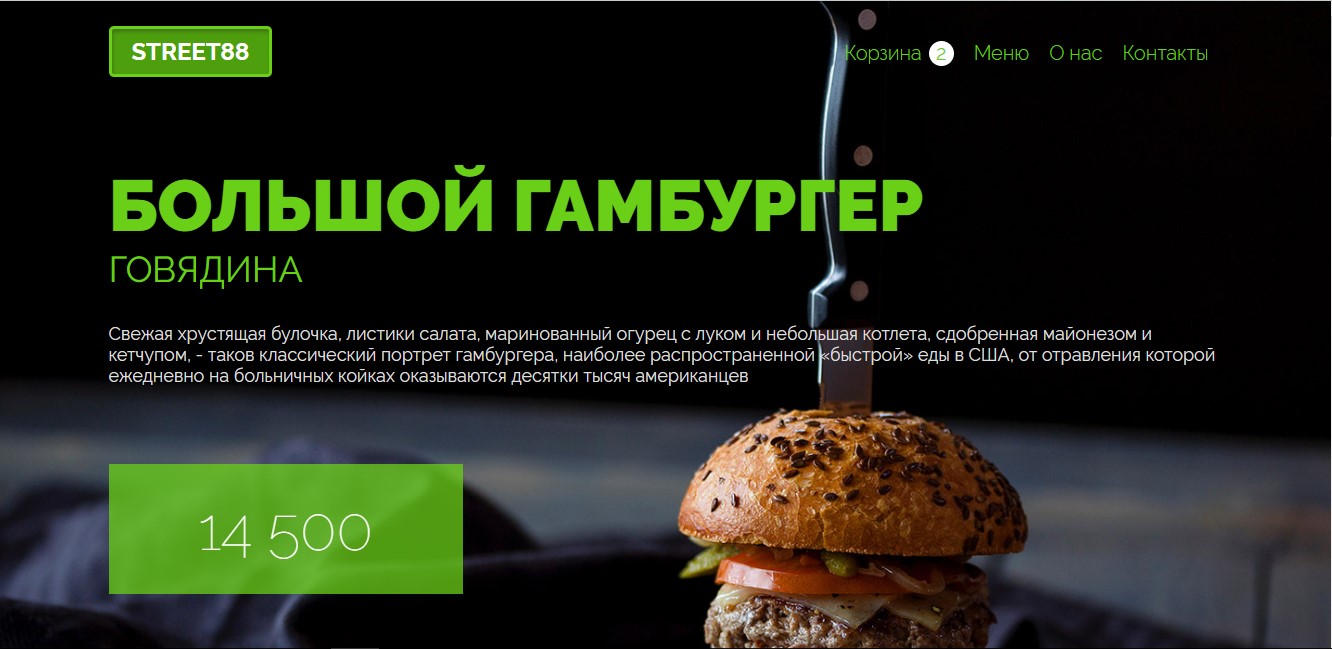 STREET88
Корзина 2 Меню О нас Контакты
БОЛЬШОЙ ГАМБУРГЕР
ГОВЯДИНА
Свежая хрустящая булочка, листики салата, маринованный огурец с луком и небольшая котлета, сдобренная майонезом и
кетчупом, - таков классический портрет гамбургера, наиболее распространенной «быстрой» еды в США, от отравления которой
ежедневно на больничных койках оказываются десятки тысяч американцев
14 500